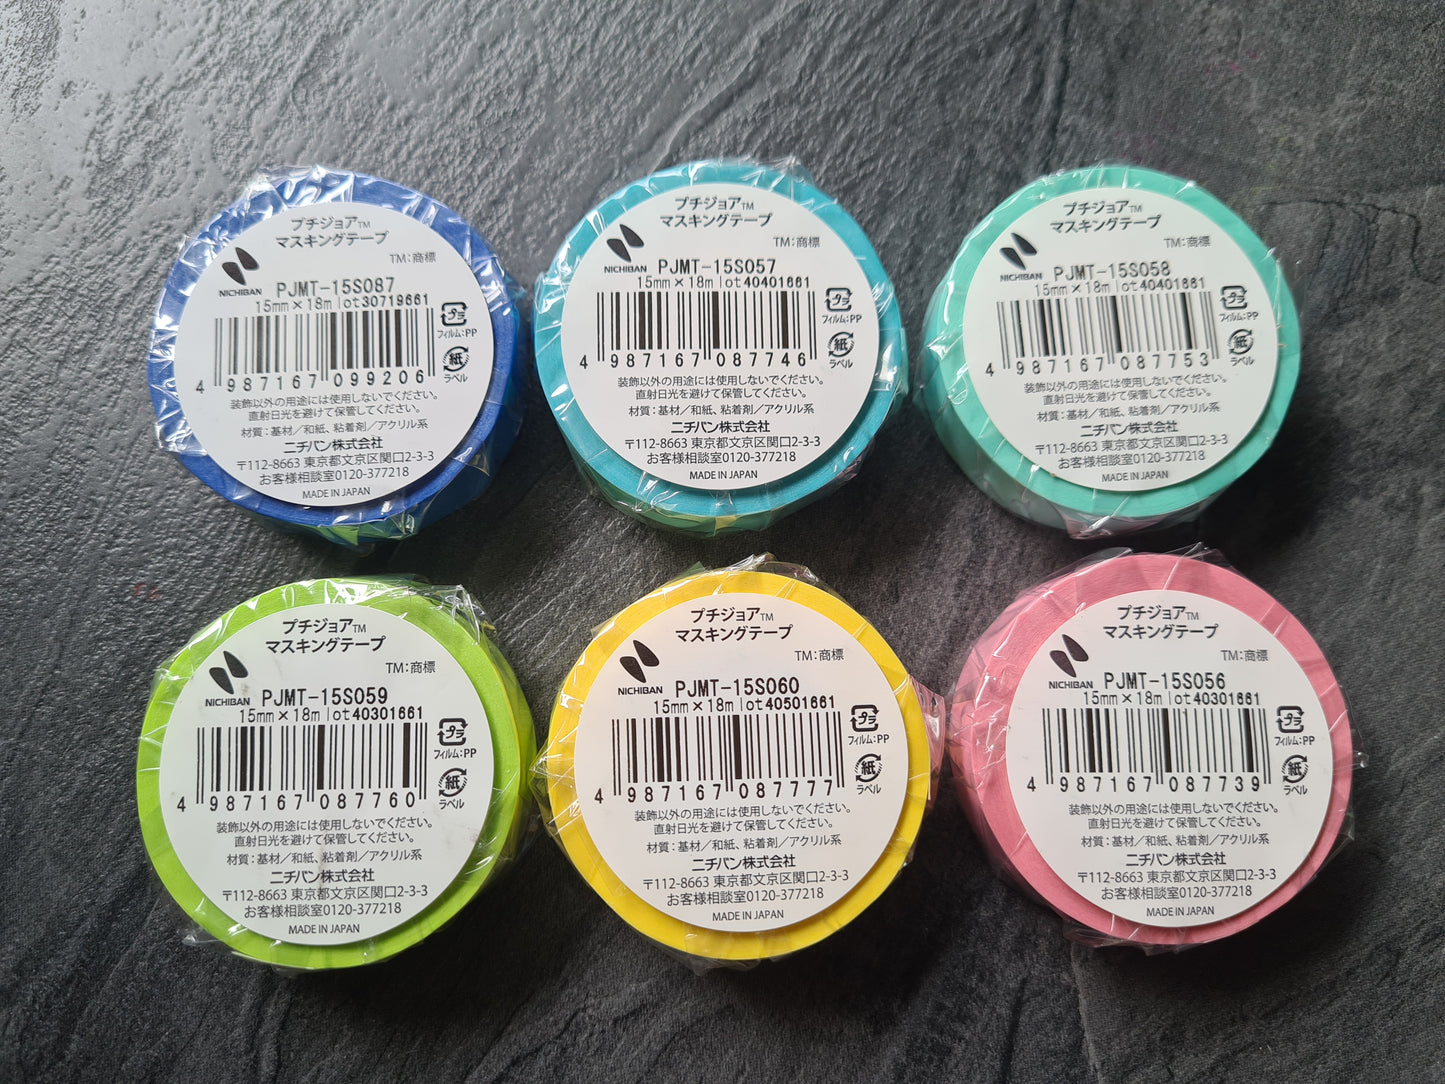 プチジョア™
マスキングテープ
TM:商標
NICHIBAN
PJMT-15S087
15mm×18m lot30719661
プラ
フィルム:PP
紙
ラベル
4 987167 099206
装飾以外の用途には使用しないでください。
直射日光を避けて保管してください。
材質:基材/和紙、粘着剤/アクリル系
ニチバン株式会社
〒112-8663 東京都文京区関口2-3-3
お客様相談室0120-377218
MADE IN JAPAN
プチジョア™
マスキングテープ
TM:商標
NICHIBAN
PJMT-15S057
15mm×18m lot40401661
プラ
フィルム:PP
紙
ラベル
4 987167 087746
装飾以外の用途には使用しないでください。
直射日光を避けて保管してください。
材質:基材/和紙、粘着剤/アクリル系
ニチバン株式会社
〒112-8663 東京都文京区関口2-3-3
お客様相談室0120-377218
MADE IN JAPAN
プチジョア™
マスキングテープ
TM:商標
NICHIBAN
PJMT-15S058
15mm×18m lot40401661
プラ
フィルム:PP
紙
ラベル
4 987167 087753
装飾以外の用途には使用しないでください。
直射日光を避けて保管してください。
材質:基材/和紙、粘着剤/アクリル系
ニチバン株式会社
〒112-8663 東京都文京区関口2-3-3
お客様相談室0120-377218
MADE IN JAPAN
プチジョア™
マスキングテープ
TM:商標
NICHIBAN
PJMT-15S059
15mm×18m lot40301661
プラ
フィルム:PP
紙
ラベル
4 987167 087760
装飾以外の用途には使用しないでください。
直射日光を避けて保管してください。
材質:基材/和紙、粘着剤/アクリル系
ニチバン株式会社
〒112-8663 東京都文京区関口2-3-3
お客様相談室0120-377218
MADE IN JAPAN
プチジョア™
マスキングテープ
TM:商標
NICHIBAN
PJMT-15S060
15mm×18m lot40501661
プラ
フィルム:PP
紙
ラベル
4 987167 087777
装飾以外の用途には使用しないでください。
直射日光を避けて保管してください。
材質:基材/和紙、粘着剤/アクリル系
ニチバン株式会社
〒112-8663 東京都文京区関口2-3-3
お客様相談室0120-377218
MADE IN JAPAN
プチジョア™
マスキングテープ
TM:商標
NICHIBAN
PJMT-15S056
15mm×18m lot40301661
プラ
フィルム:PP
紙
ラベル
4 987167 087739
装飾以外の用途には使用しないでください。
直射日光を避けて保管してください。
材質:基材/和紙、粘着剤/アクリル系
ニチバン株式会社
〒112-8663 東京都文京区関口2-3-3
お客様相談室0120-377218
MADE IN JAPAN